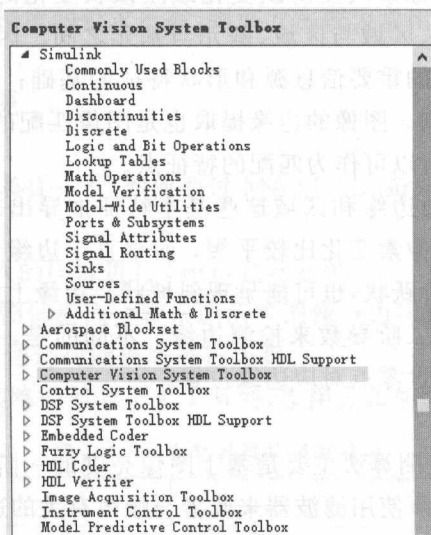 Computer Vision System Toolbox
Simulink
Commonly Used Blocks
Continuous
Dashboard
Discontinuities
Discrete
Logic and Bit Operations
Lookup Tables
Math Operations
Model Verification
Model-Wide Utilities
Ports & Subsystems
Signal Attributes
Signal Routing
Sinks
Sources
User-Defined Functions
Additional Math & Discrete
Aerospace Blockset
Communications System Toolbox
Communications System Toolbox HDL Support
Computer Vision System Toolbox
Control System Toolbox
DSP System Toolbox
DSP System Toolbox HDL Support
Embedded Coder
Fuzzy Logic Toolbox
HDL Coder
HDL Verifier
Image Acquisition Toolbox
Instrument Control Toolbox
Model Predictive Control Toolbox